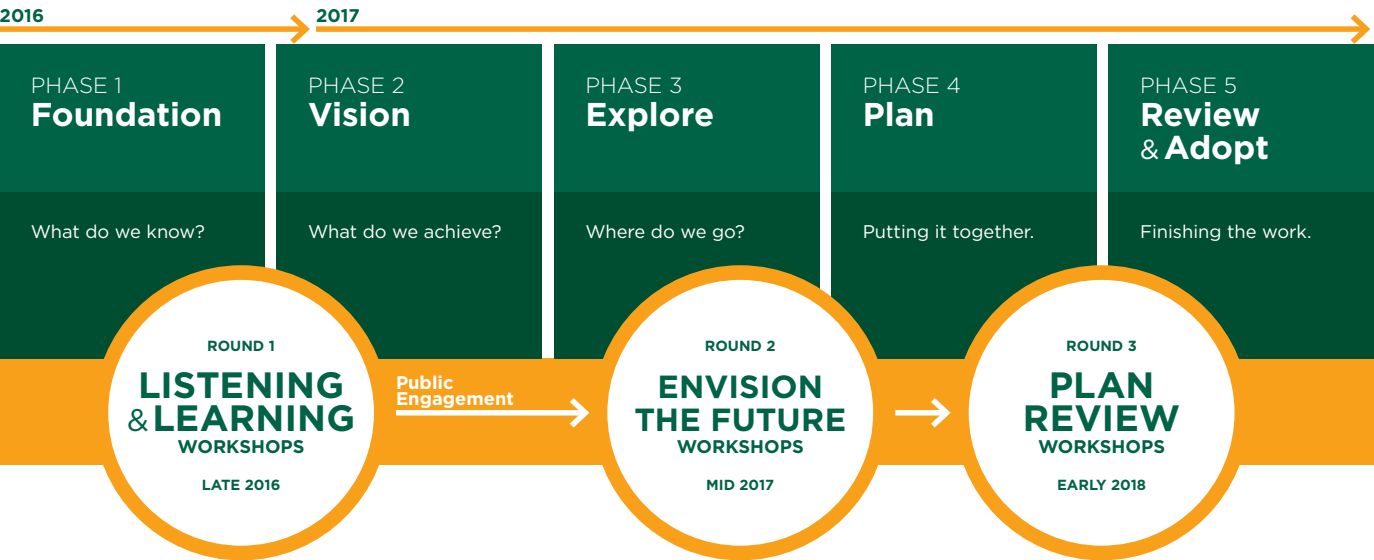 2016
2017
PHASE 1
Foundation
What do we know?
PHASE 2
Vision
What do we achieve?
PHASE 3
Explore
Where do we go?
PHASE 4
Plan
Putting it together.
PHASE 5
Review
& Adopt
Finishing the work.
ROUND 1
LISTENING
& LEARNING
WORKSHOPS
LATE 2016
Public
Engagement
ROUND 2
ENVISION
THE FUTURE
WORKSHOPS
MID 2017
ROUND 3
PLAN
REVIEW
WORKSHOPS
EARLY 2018